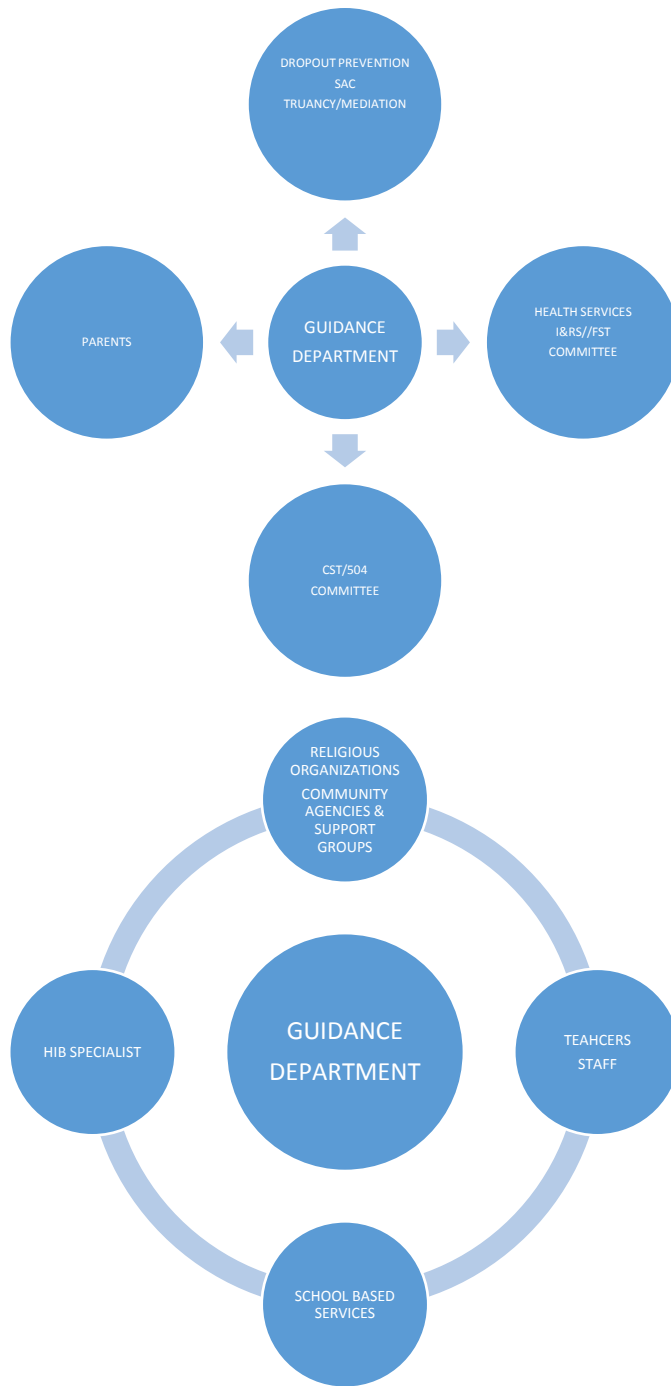 DROPOUT PREVENTION
SAC
TRUANCY/MEDIATION
PARENTS
GUIDANCE
DEPARTMENT
HEALTH SERVICES
I&RS//FST
COMMITTEE
CST/504
COMMITTEE
RELIGIOUS
ORGANIZATIONS
COMMUNITY
AGENCIES &
SUPPORT
GROUPS
HIB SPECIALIST
GUIDANCE
DEPARTMENT
TEAHCERS
STAFF
SCHOOL BASED
SERVICES